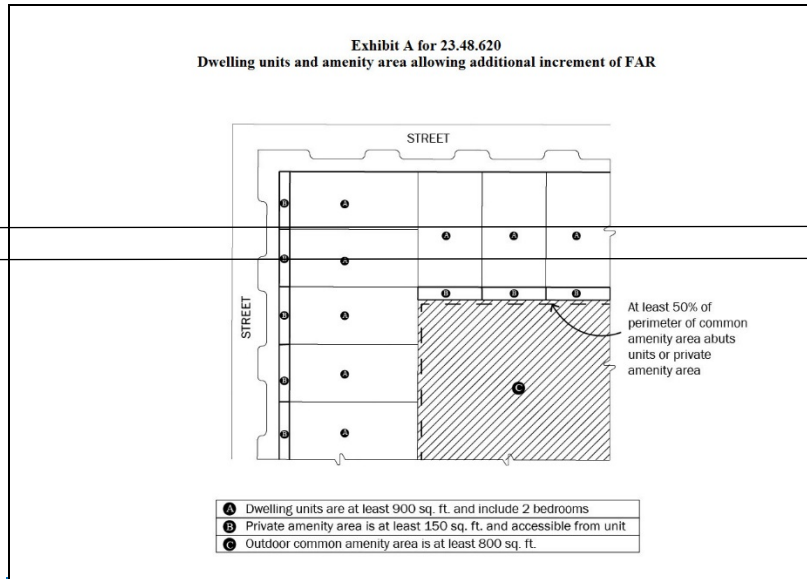 Exhibit A for 23.48.620
Dwelling units and amenity area allowing additional increment of FAR
STREET
B A
A A A
B A
B B B
STREET
B A
At least 50% of
perimeter of common
amenity area abuts
units or private
amenity area
B A
C
B A
A Dwelling units are at least 900 sq. ft. and include 2 bedrooms
B Private amenity area is at least 150 sq. ft. and accessible from unit
C Outdoor common amenity area is at least 800 sq. ft.